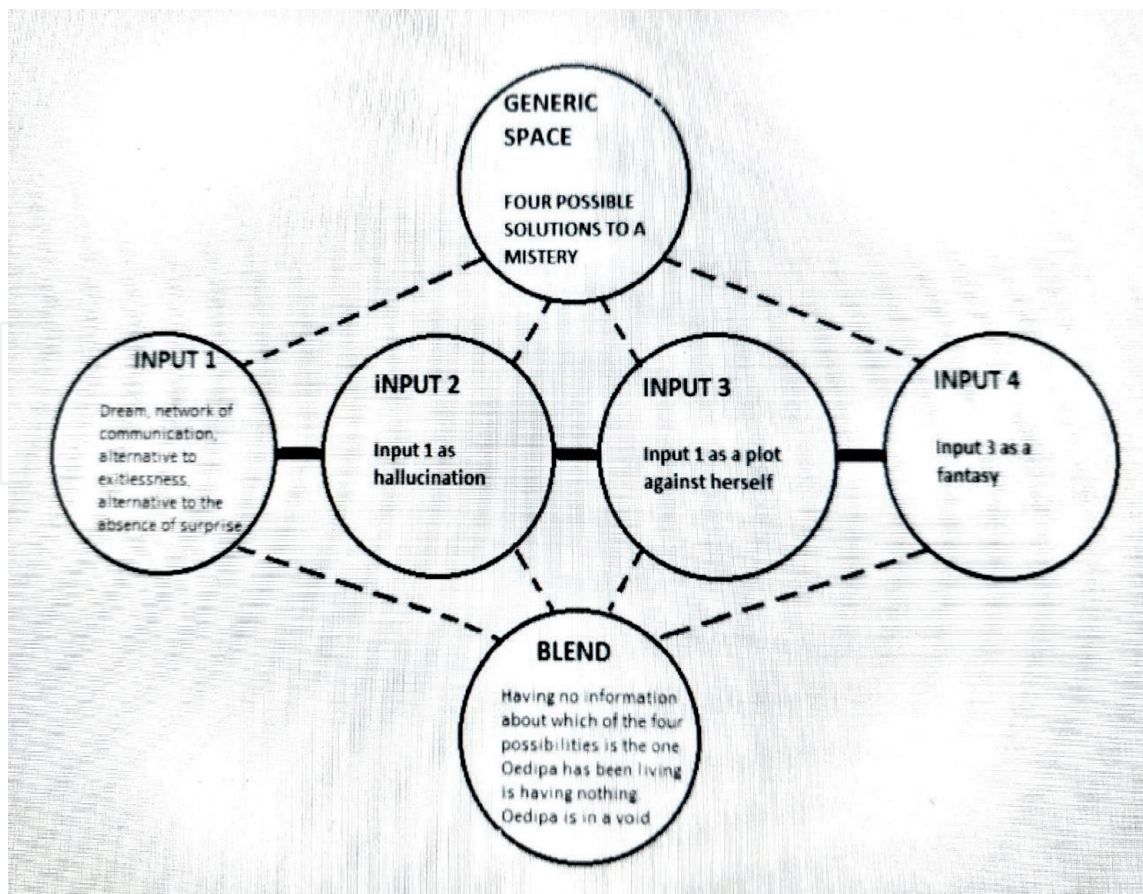 GENERIC
SPACE
FOUR POSSIBLE
SOLUTIONS TO A
MISTERY
INPUT 1
Dream, network of
communication,
alternative to
exitlessness,
alternative to the
absence of surprise
iNPUT 2
Input 1 as
hallucination
INPUT 3
Input 1 as a plot
against herself
INPUT 4
Input 3 as a
fantasy
BLEND
Having no information
about which of the four
possibilities is the one
Oedipa has been living
is having nothing
Oedipa is in a void